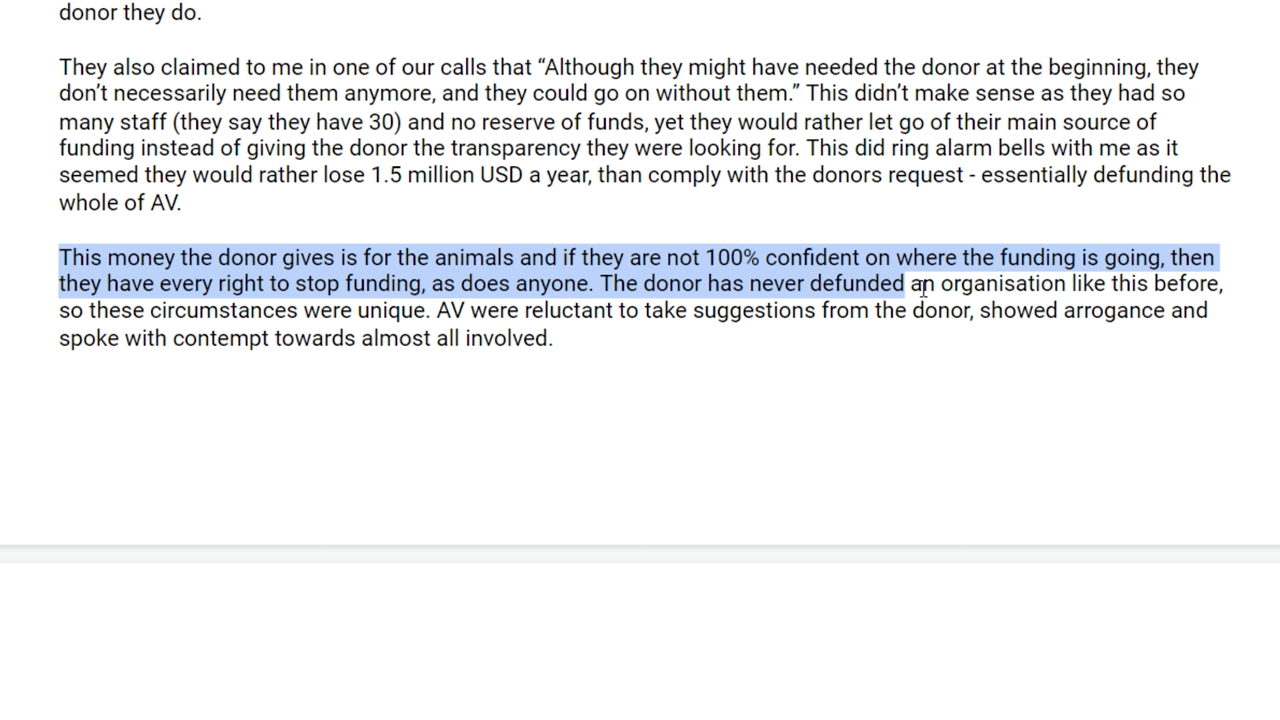 donor they do.
They also claimed to me in one of our calls that “Although they might have needed the donor at the beginning, they
don’t necessarily need them anymore, and they could go on without them.” This didn’t make sense as they had so
many staff (they say they have 30) and no reserve of funds, yet they would rather let go of their main source of
funding instead of giving the donor the transparency they were looking for. This did ring alarm bells with me as it
seemed they would rather lose 1.5 million USD a year, than comply with the donors request - essentially defunding the
whole of AV.
This money the donor gives is for the animals and if they are not 100% confident on where the funding is going, then
they have every right to stop funding, as does anyone. The donor has never defunded an organisation like this before,
so these circumstances were unique. AV were reluctant to take suggestions from the donor, showed arrogance and
spoke with contempt towards almost all involved.